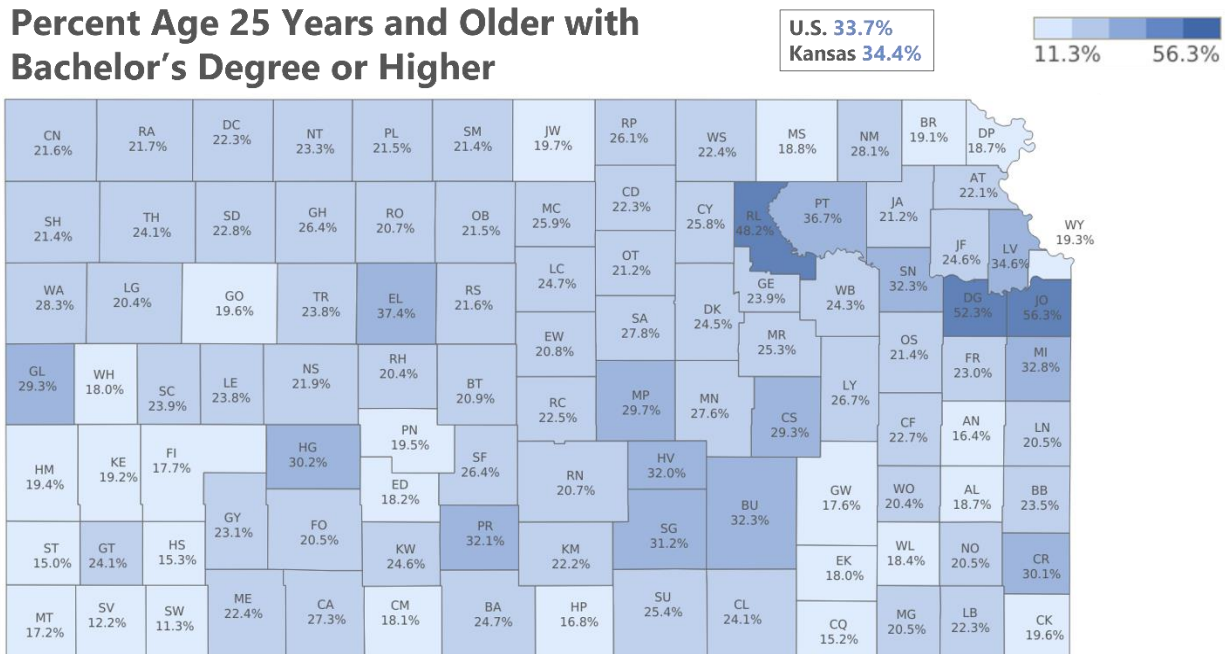 Percent Age 25 Years and Older with
Bachelor's Degree or Higher
U.S. 33.7%
Kansas 34.4%
11.3% 56.3%
CN
21.6%
RA
21.7%
DC
22.3%
NT
23.3%
PL
21.5%
SM
21.4%
JW
19.7%
RP
26.1%
WS
22.4%
MS
18.8%
NM
28.1%
BR
19.1%
DP
18.7%
AT
22.1%
SH
21.4%
TH
24.1%
SD
22.8%
GH
26.4%
RO
20.7%
OB
21.5%
MC
25.9%
CD
22.3%
CY
25.8%
RL
48.2%
PT
36.7%
JA
21.2%
JF
24.6%
LV
34.6%
WY
19.3%
WA
28.3%
LG
20.4%
GO
19.6%
TR
23.8%
EL
37.4%
RS
21.6%
LC
24.7%
OT
21.2%
GE
23.9%
WB
24.3%
SN
32.3%
DG
52.3%
JO
56.3%
EW
20.8%
SA
27.8%
DK
24.5%
MR
25.3%
OS
21.4%
FR
23.0%
MI
32.8%
GL
29.3%
WH
18.0%
SC
23.9%
LE
23.8%
NS
21.9%
RH
20.4%
BT
20.9%
RC
22.5%
MP
29.7%
MN
27.6%
CS
29.3%
LY
26.7%
CF
22.7%
AN
16.4%
LN
20.5%
HM
19.4%
KE
19.2%
FI
17.7%
HG
30.2%
PN
19.5%
ED
18.2%
SF
26.4%
RN
20.7%
HV
32.0%
BU
32.3%
GW
17.6%
WO
20.4%
AL
18.7%
BB
23.5%
GY
23.1%
FO
20.5%
SG
31.2%
ST
15.0%
GT
24.1%
HS
15.3%
KW
24.6%
PR
32.1%
KM
22.2%
EK
18.0%
WL
18.4%
NO
20.5%
CR
30.1%
MT
17.2%
SV
12.2%
SW
11.3%
ME
22.4%
CA
27.3%
CM
18.1%
BA
24.7%
HP
16.8%
SU
25.4%
CL
24.1%
CQ
15.2%
MG
20.5%
LB
22.3%
CK
19.6%